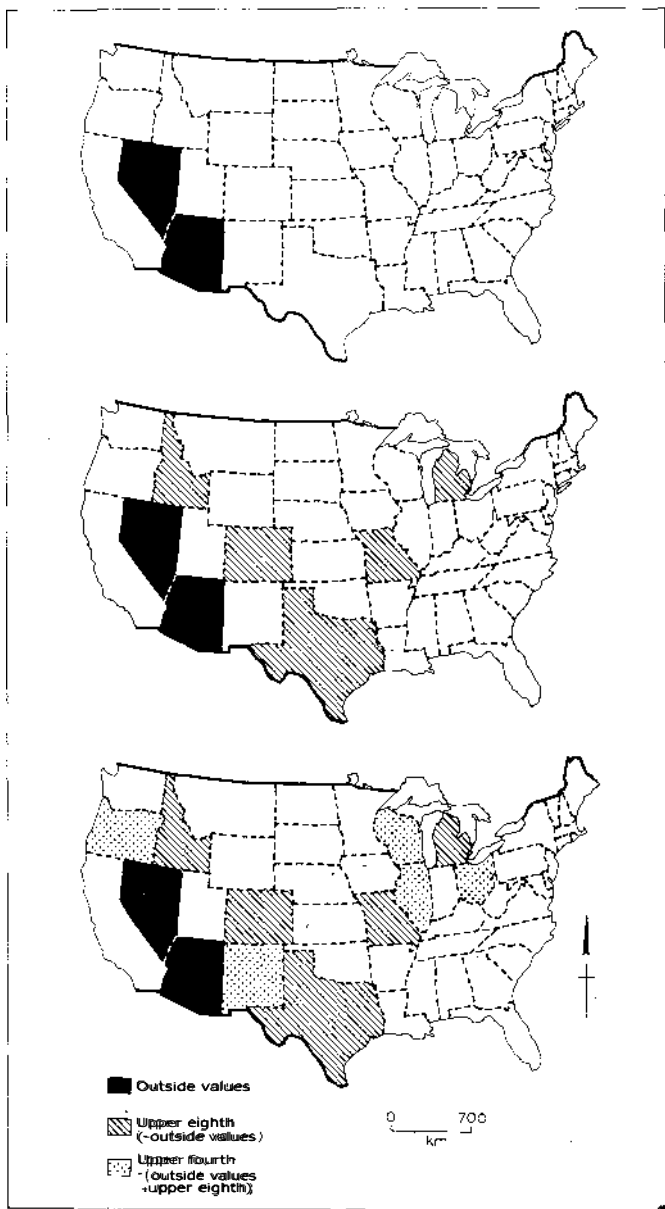 Outside values
Upper eighth
(-outside values)
Upper fourth
-(outside values
+upper eighth)
0 700
km